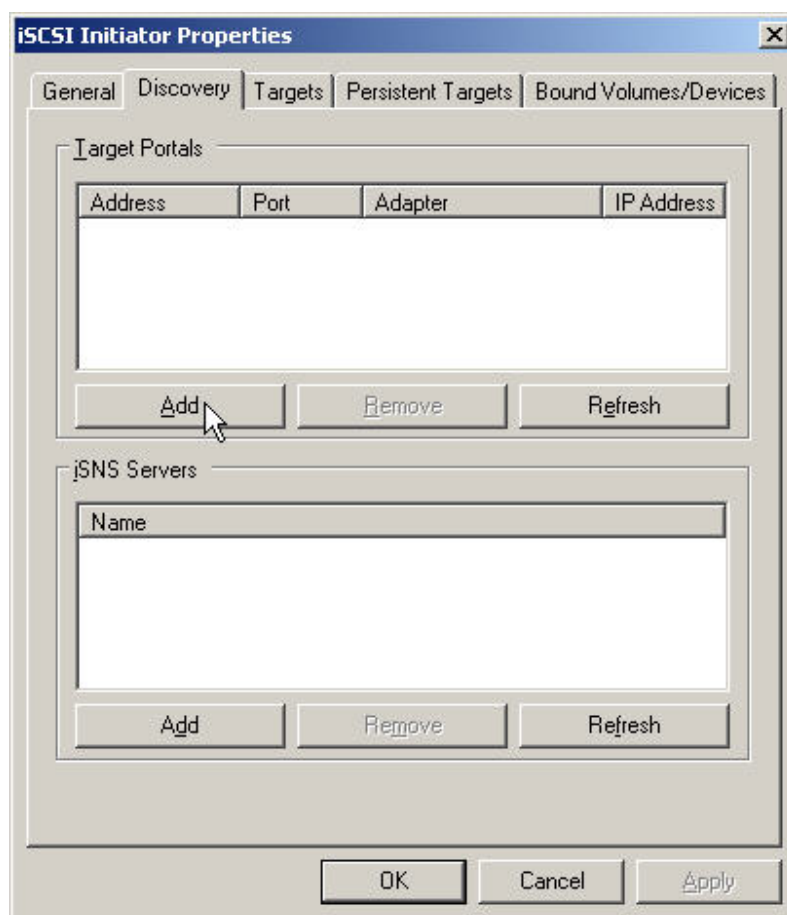 iSCSI Initiator Properties
General Discovery Targets Persistent Targets Bound Volumes/Devices
Target Portals
Address Port Adapter IP Address
Add Remove Refresh
iSNS Servers
Name
Add Remove Refresh
OK Cancel Apply